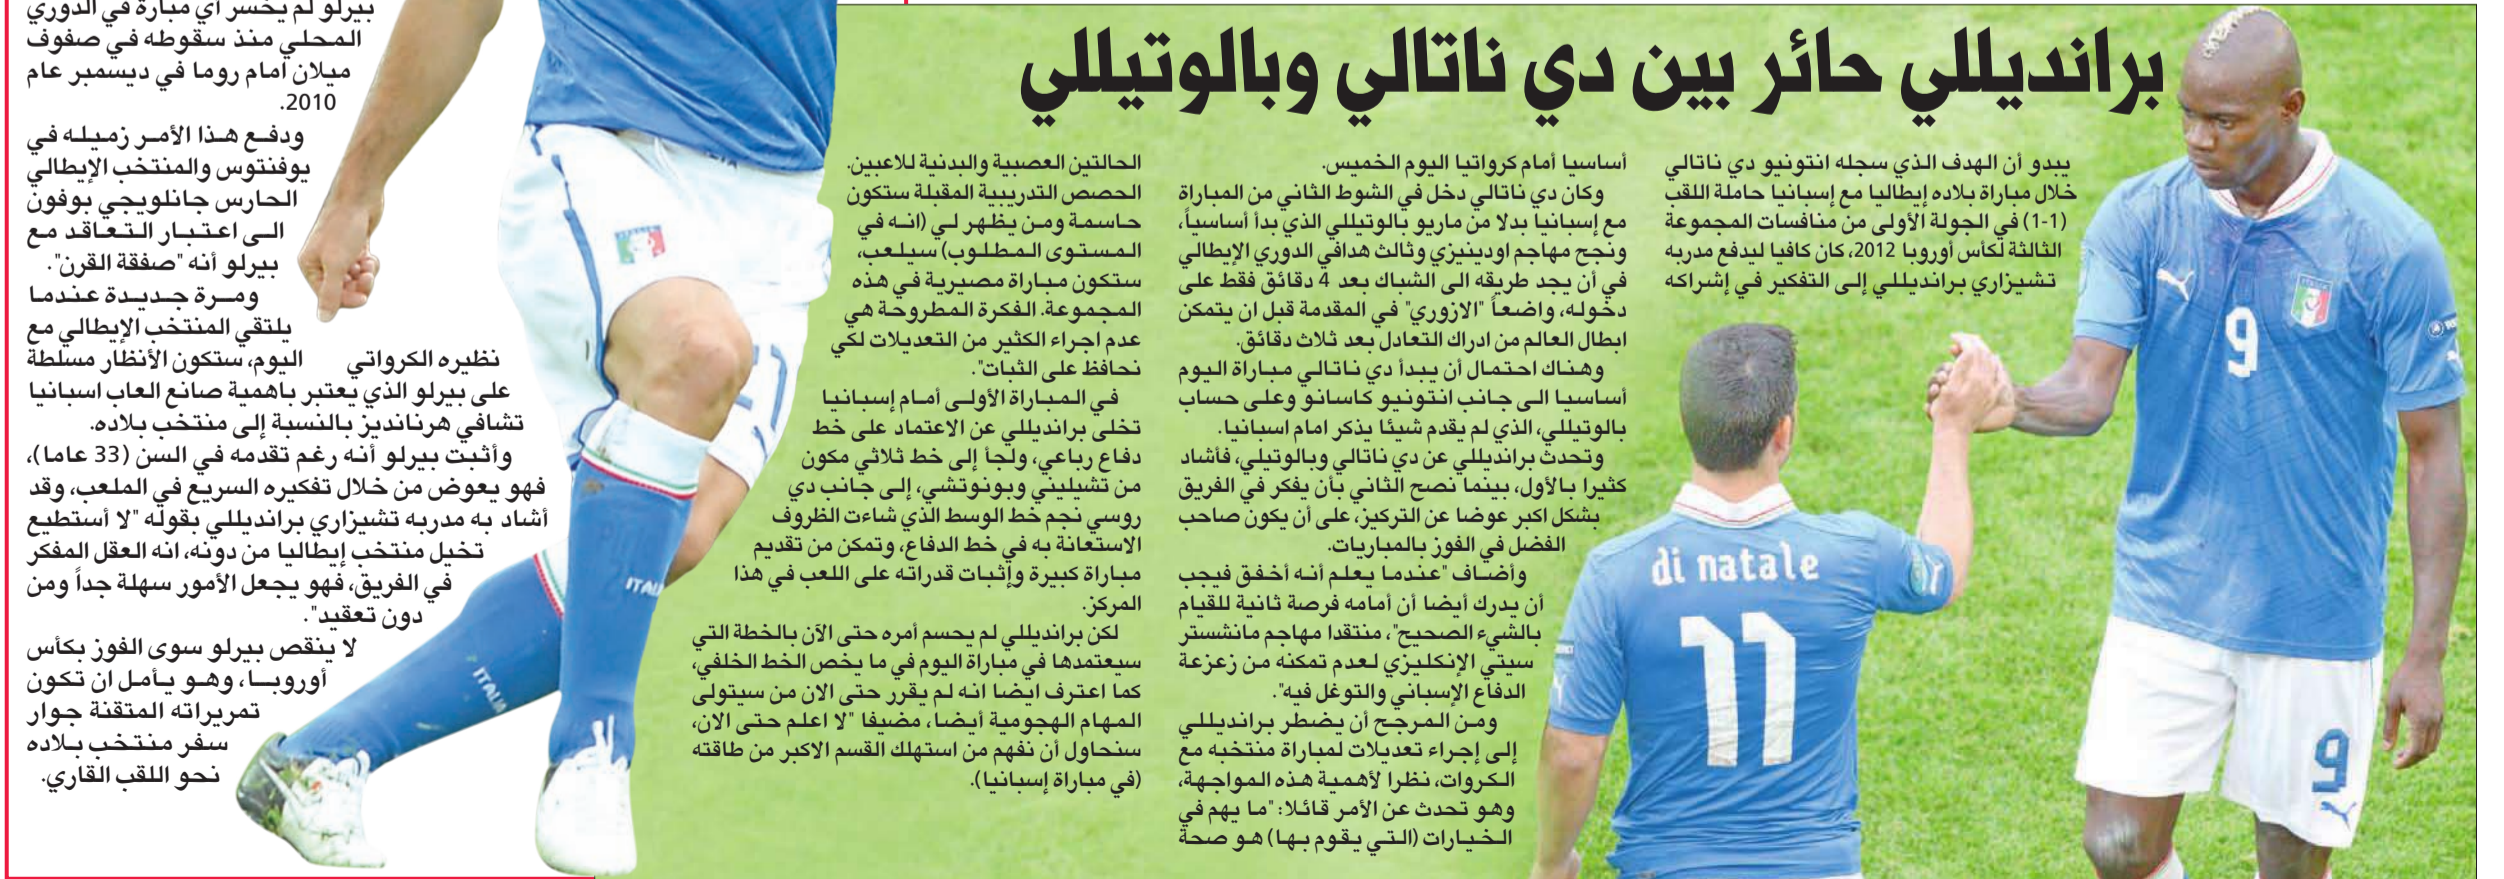 برانديللي حائر بين دي ناتالي وبالوتيللي
يبدو أن الهدف الذي سجله انتونيو دي ناتالي
خلال مباراة بلاده إيطاليا مع إسبانيا حاملة اللقب
(1-1) في الجولة الأولى من منافسات المجموعة
الثالثة لكأس أوروبا 2012، كان كافيا ليدفع مدربه
تشيزاري برانديللي إلى التفكير في إشراكه
أساسيا أمام كرواتيا اليوم الخميس.
وكان دي ناتالي دخل في الشوط الثاني من المباراة
مع إسبانيا بدلا من ماريو بالوتيللي الذي بدأ أساسياً،
ونجح مهاجم اودينيزي وثالث هدافي الدوري الإيطالي
في أن يجد طريقه الى الشباك بعد 4 دقائق فقط على
دخوله، واضعاً "الازوري" في المقدمة قبل ان يتمكن
ابطال العالم من ادراك التعادل بعد ثلاث دقائق.
وهناك احتمال أن يبدأ دي ناتالي مباراة اليوم
أساسيا الى جانب انتونيو كاسانو وعلى حساب
بالوتيللي، الذي لم يقدم شيئا يذكر امام اسبانيا.
وتحدث برانديللي عن دي ناتالي وبالوتيلي، فأشاد
كثيرا بالأول، بينما نصح الثاني بأن يفكر في الفريق
بشكل اكبر عوضا عن التركيز، على أن يكون صاحب
الفضل في الفوز بالمباريات.
وأضاف "عندما يعلم أنه أخفق فيجب
أن يدرك أيضا أن أمامه فرصة ثانية للقيام
بالشيء الصحيح"، منتقدا مهاجم مانشستر
سيتي الإنكليزي لعدم تمكنه من زعزعة
الدفاع الإسباني والتوغل فيه".
ومن المرجح أن يضطر برانديللي
إلى إجراء تعديلات لمباراة منتخبه مع
الكروات، نظرا لأهمية هذه المواجهة،
وهو تحدث عن الأمر قائلا: "ما يهم في
الخيارات (التي يقوم بها) هو صحة
الحالتين العصبية والبدنية للاعبين.
الحصص التدريبية المقبلة ستكون
حاسمة ومن يظهر لي (انه في
المستوى المطلوب) سيلعب،
ستكون مباراة مصيرية في هذه
المجموعة. الفكرة المطروحة هي
عدم اجراء الكثير من التعديلات لكي
نحافظ على الثبات".
في المباراة الأولى أمام إسبانيا
تخلى برانديللي عن الاعتماد على خط
دفاع رباعي، ولجأ إلى خط ثلاثي مكون
من تشيليني وبونوتشي، إلى جانب دي
روسي نجم خط الوسط الذي شاءت الظروف
الاستعانة به في خط الدفاع، وتمكن من تقديم
مباراة كبيرة وإثبات قدراته على اللعب في هذا
المركز.
لكن برانديللي لم يحسم أمره حتى الآن بالخطة التي
سيعتمدها في مباراة اليوم في ما يخص الخط الخلفي،
كما اعترف ايضا انه لم يقرر حتى الان من سيتولى
المهام الهجومية أيضا، مضيفا "لا اعلم حتى الان،
سنحاول أن نفهم من استهلك القسم الاكبر من طاقته
(في مباراة إسبانيا).
بيرلو لم يخسر أي مبارة في الدوري
المحلي منذ سقوطه في صفوف
ميلان امام روما في ديسمبر عام
2010.
ودفع هذا الأمر زميله في
يوفنتوس والمنتخب الإيطالي
الحارس جانلويجي بوفون
الى اعتبار التعاقد مع
بيرلو أنه "صفقة القرن".
ومرة جديدة عندما
يلتقي المنتخب الإيطالي مع
نظيره الكرواتي اليوم، ستكون الأنظار مسلطة
على بيرلو الذي يعتبر باهمية صانع العاب اسبانيا
تشافي هرنانديز بالنسبة إلى منتخب بلاده.
وأثبت بيرلو أنه رغم تقدمه في السن (33 عاما)،
فهو يعوض من خلال تفكيره السريع في الملعب، وقد
أشاد به مدربه تشيزاري برانديللي بقوله "لا أستطيع
تخيل منتخب إيطاليا من دونه، انه العقل المفكر
في الفريق، فهو يجعل الأمور سهلة جداً ومن
دون تعقيد".
لا ينقص بيرلو سوى الفوز بكأس
أوروبا، وهو يأمل ان تكون
تمريراته المتقنة جوار
سفر منتخب بلاده
نحو اللقب القاري.
di natale
11
9
9
ITALIA
ITALIA